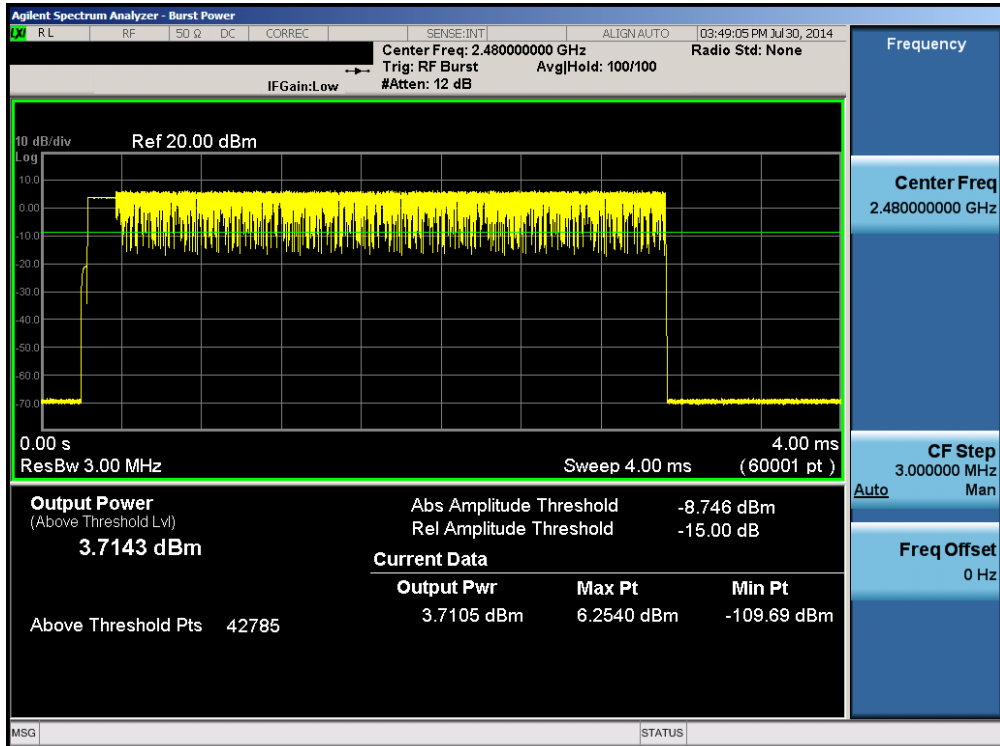 Agilent Spectrum Analyzer - Burst Power
LXI RL RF 50 Ω DC CORREC SENSE:INT ALIGN AUTO 03:49:05 PM Jul 30, 2014
Center Freq: 2.480000000 GHz Radio Std: None
Trig: RF Burst Avg|Hold: 100/100
IFGain:Low #Atten: 12 dB
10 dB/div Ref 20.00 dBm
Log
10.0
0.00
-10.0
-20.0
-30.0
-40.0
-50.0
-60.0
-70.0
0.00 s 4.00 ms
ResBw 3.00 MHz Sweep 4.00 ms (60001 pt)
Output Power
(Above Threshold Lvl)
3.7143 dBm
Above Threshold Pts 42785
Abs Amplitude Threshold -8.746 dBm
Rel Amplitude Threshold -15.00 dB
Current Data
Output Pwr Max Pt Min Pt
3.7105 dBm 6.2540 dBm -109.69 dBm
Frequency
Center Freq
2.480000000 GHz
CF Step
3.000000 MHz
Auto Man
Freq Offset
0 Hz
MSG STATUS